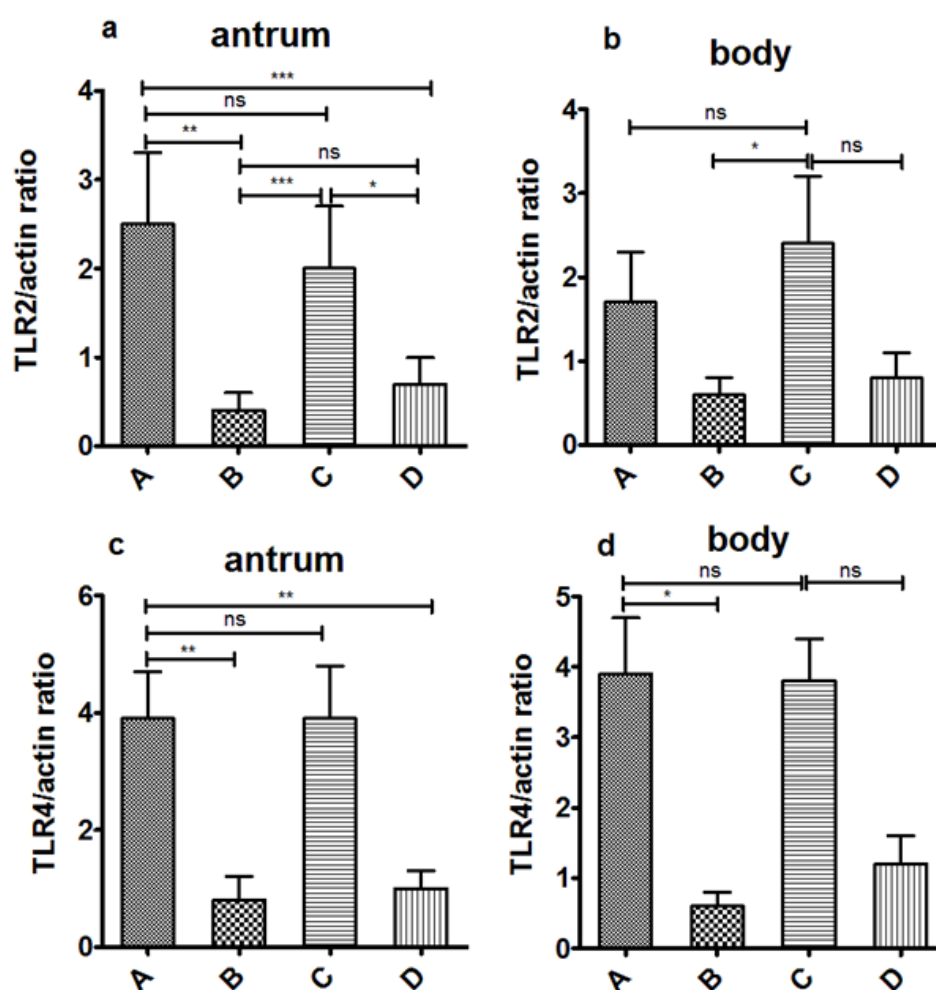 a
antrum
TLR2/actin ratio
4
3
2
1
0
***
ns
**
ns
***
*
A
B
C
D
b
body
TLR2/actin ratio
4
3
2
1
0
ns
*
ns
A
B
C
D
c
antrum
TLR4/actin ratio
6
4
2
0
**
ns
**
A
B
C
D
d
body
TLR4/actin ratio
5
4
3
2
1
0
ns
ns
*
A
B
C
D